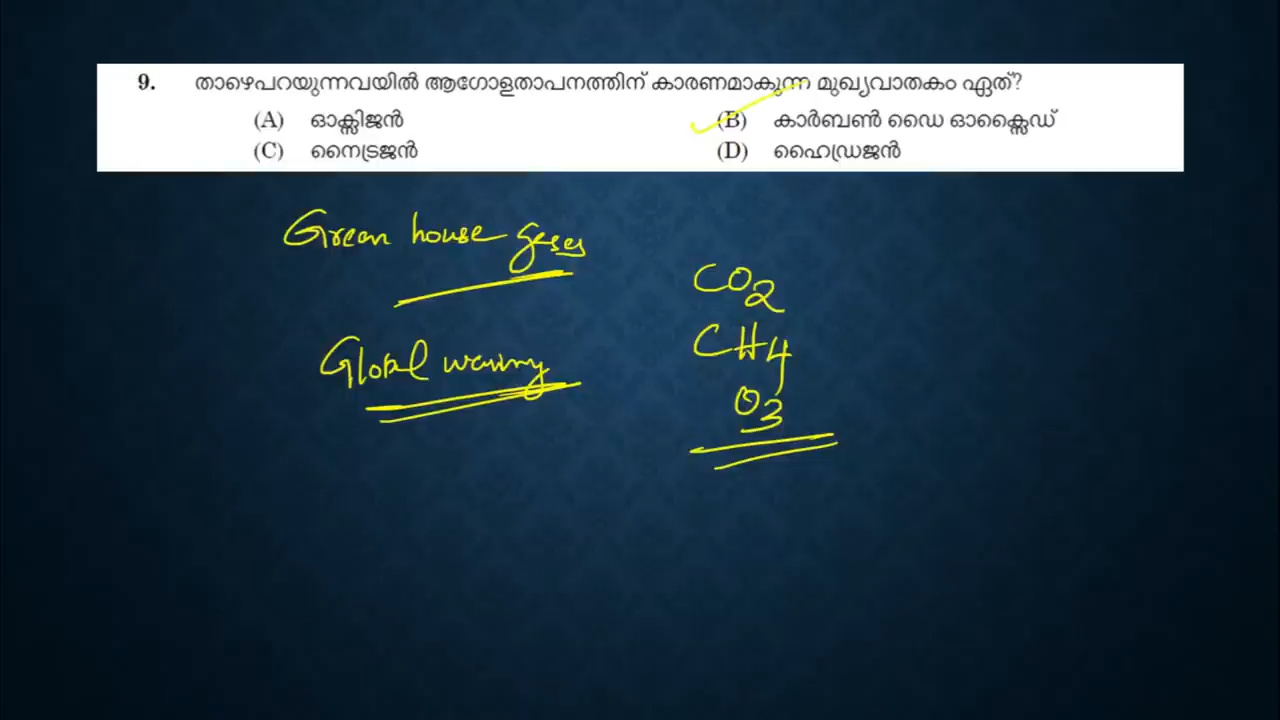 9. താഴെപറയുന്നവയിൽ ആഗോളതാപനത്തിന് കാരണമാകുന്ന മുഖ്യവാതകം ഏത്?
(A) ഓക്സിജൻ (B) കാർബൺ ഡൈ ഓക്സൈഡ്
(C) നൈട്രജൻ (D) ഹൈഡ്രജൻ
Green house gases
CO2
Global warming
CH4
O3